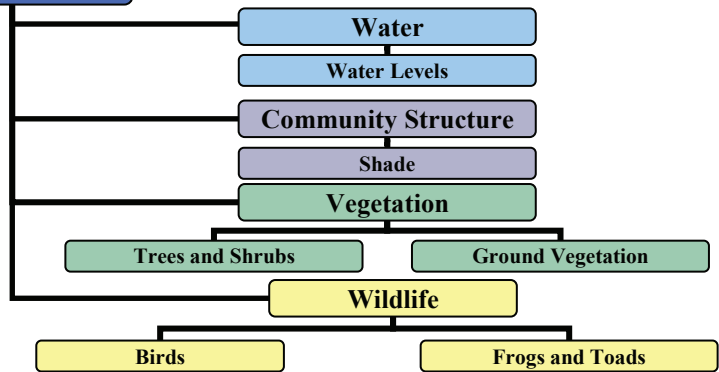 Water
Water Levels
Community Structure
Shade
Vegetation
Trees and Shrubs
Ground Vegetation
Wildlife
Birds
Frogs and Toads